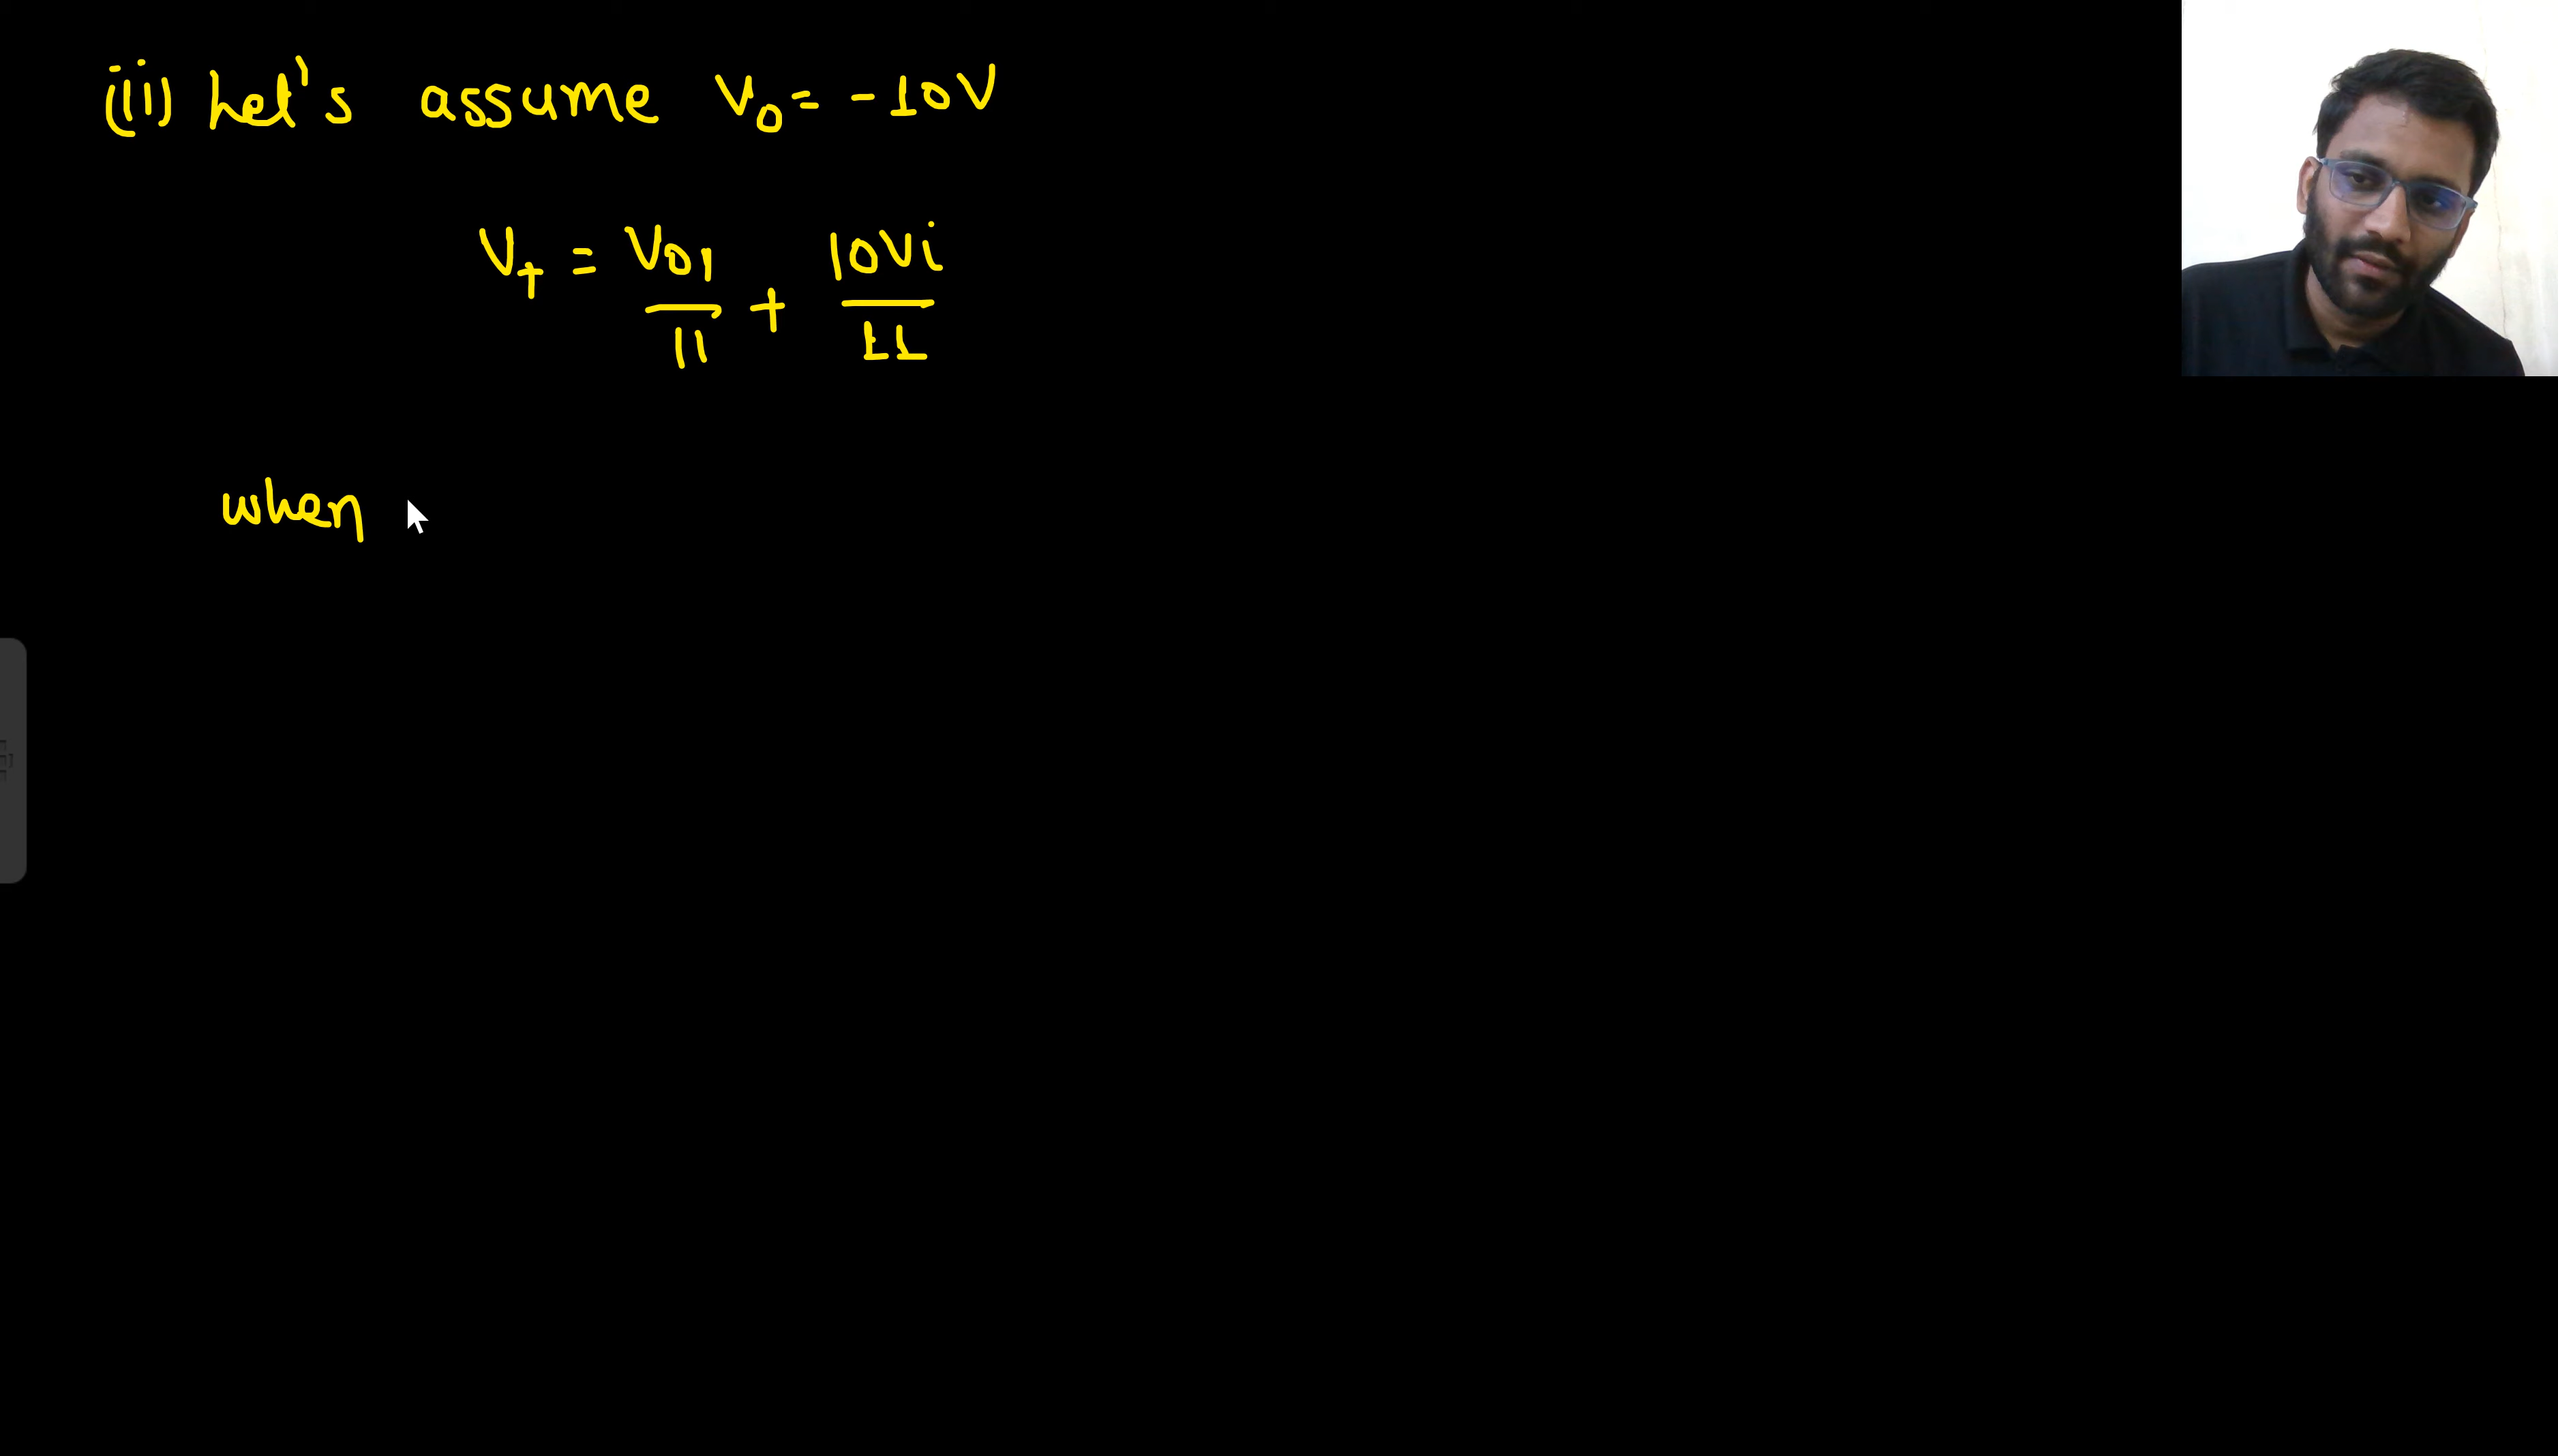 (ii) Let's assume V₀ = -10V
V₊ = V₀₁/11 + 10Vi/11
when